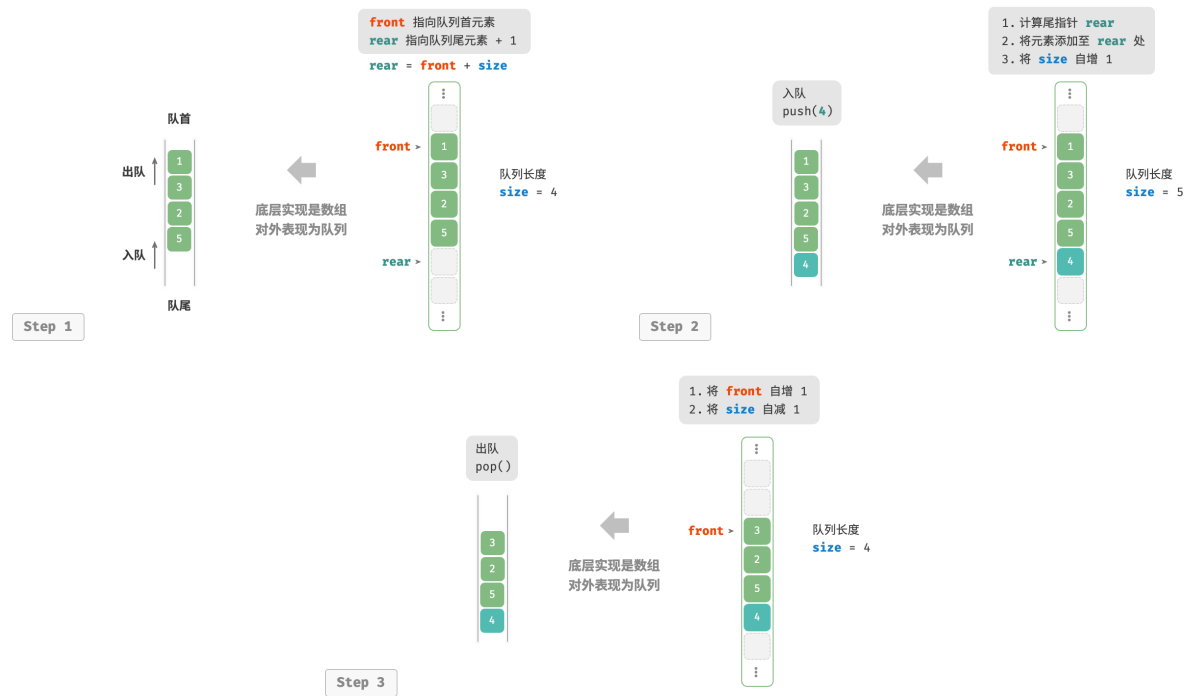 front 指向队列首元素
rear 指向队列尾元素 + 1
rear = front + size
队首
出队
入队
队尾
1
3
2
5
底层实现是数组
对外表现为队列
front
rear
1
3
2
5
队列长度
size = 4
Step 1
1. 计算尾指针 rear
2. 将元素添加至 rear 处
3. 将 size 自增 1
入队
push(4)
1
3
2
5
4
底层实现是数组
对外表现为队列
front
rear
1
3
2
5
4
队列长度
size = 5
Step 2
1. 将 front 自增 1
2. 将 size 自减 1
出队
pop()
3
2
5
4
底层实现是数组
对外表现为队列
front
3
2
5
4
队列长度
size = 4
Step 3